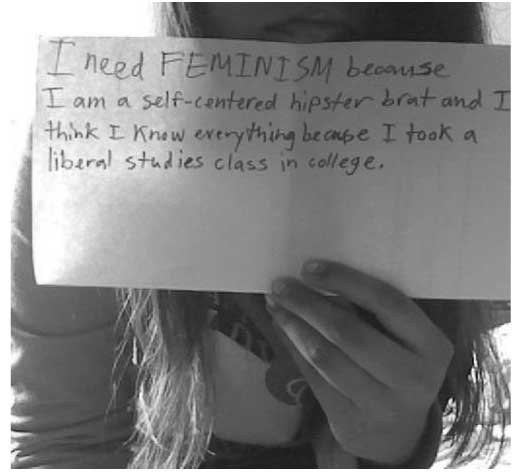 I need FEMINISM because
I am a self-centered hipster brat and I
think I know everything because I took a
liberal studies class in college.